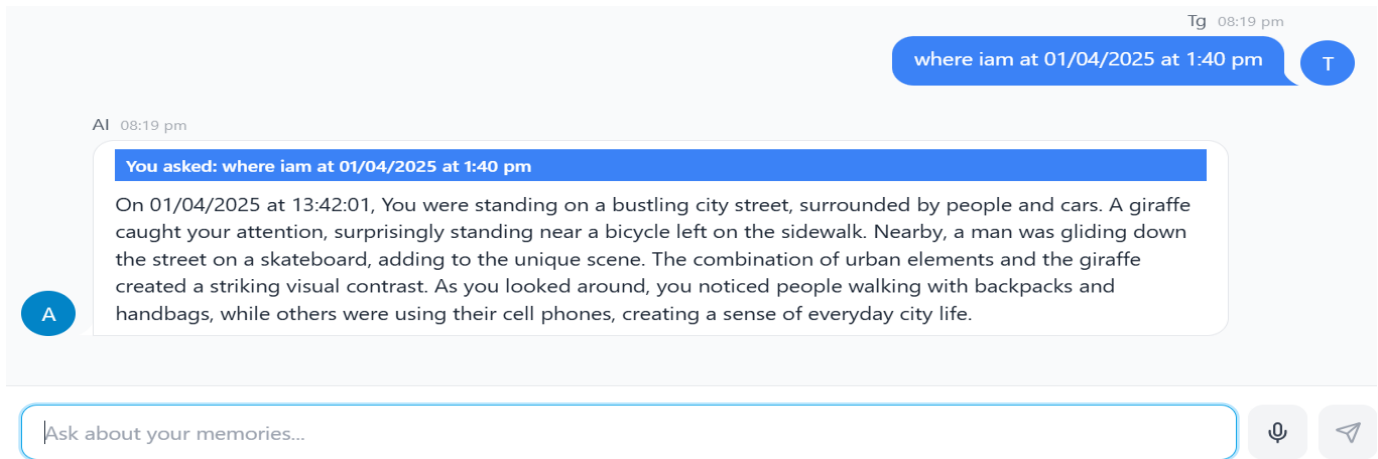 Tg 08:19 pm
where iam at 01/04/2025 at 1:40 pm
T
AI 08:19 pm
You asked: where iam at 01/04/2025 at 1:40 pm
On 01/04/2025 at 13:42:01, You were standing on a bustling city street, surrounded by people and cars. A giraffe
caught your attention, surprisingly standing near a bicycle left on the sidewalk. Nearby, a man was gliding down
the street on a skateboard, adding to the unique scene. The combination of urban elements and the giraffe
created a striking visual contrast. As you looked around, you noticed people walking with backpacks and
handbags, while others were using their cell phones, creating a sense of everyday city life.
A
Ask about your memories...